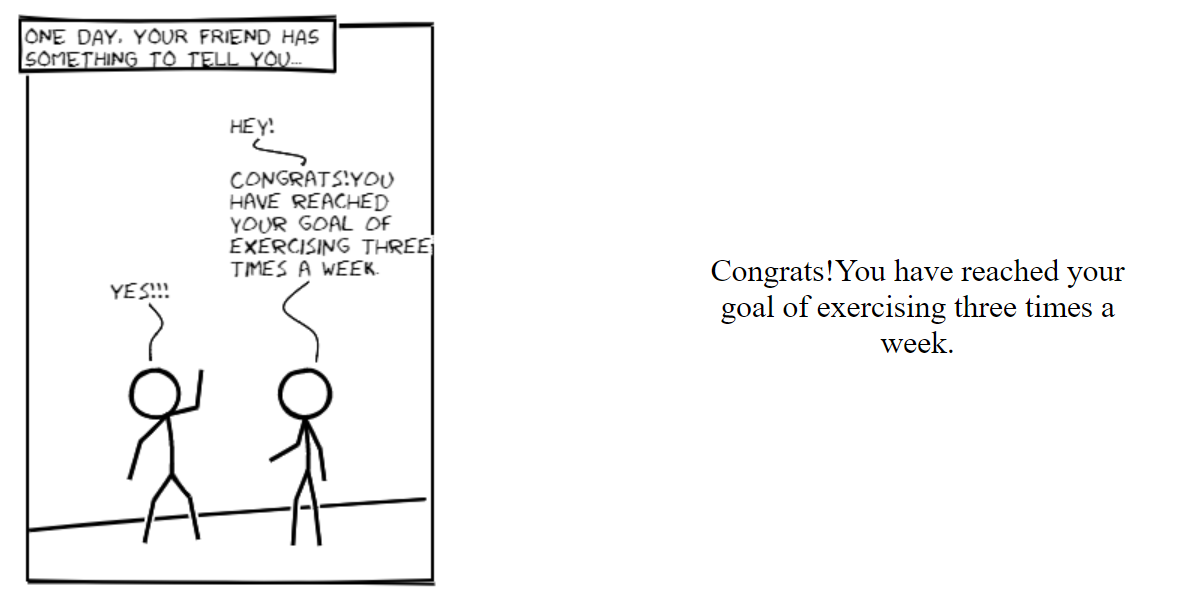 ONE DAY, YOUR FRIEND HAS
SOMETHING TO TELL YOU...
HEY!
CONGRATS!YOU
HAVE REACHED
YOUR GOAL OF
EXERCISING THREE
TIMES A WEEK.
YES!!!
Congrats!You have reached your
goal of exercising three times a
week.